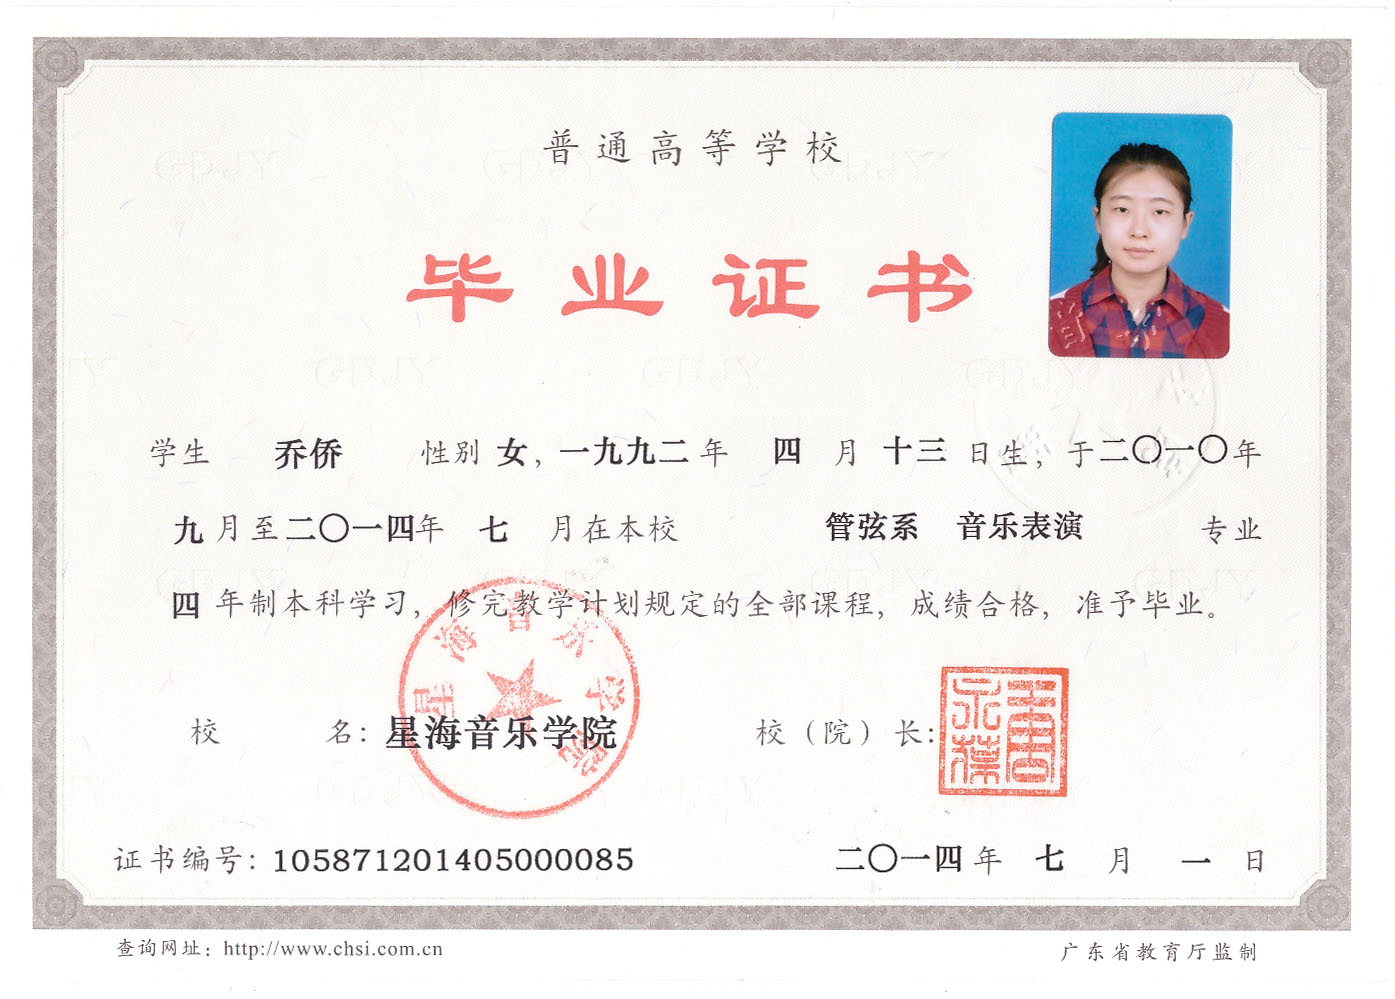 普通高等学校
毕业证书
学生 乔侨 性别 女，一九九二 年 四 月 十三 日生，于二〇一〇年
九 月至 二〇一四年 七 月在本校 管弦系 音乐表演 专业
四 年制本科学习，修完教学计划规定的全部课程，成绩合格，准予毕业。
校 名：星海音乐学院 校（院）长：
星海音乐学院
证书编号：105871201405000085 二〇一四 年 七 月 一 日
查询网址：http://www.chsi.com.cn 广东省教育厅监制